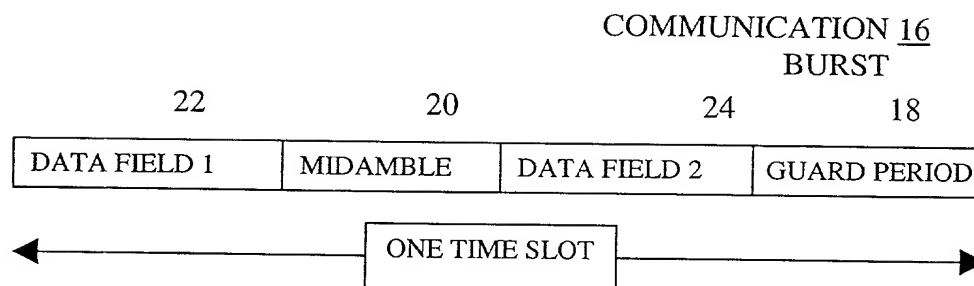 COMMUNICATION 16
BURST
22 20 24 18
DATA FIELD 1 MIDAMBLE DATA FIELD 2 GUARD PERIOD
ONE TIME SLOT